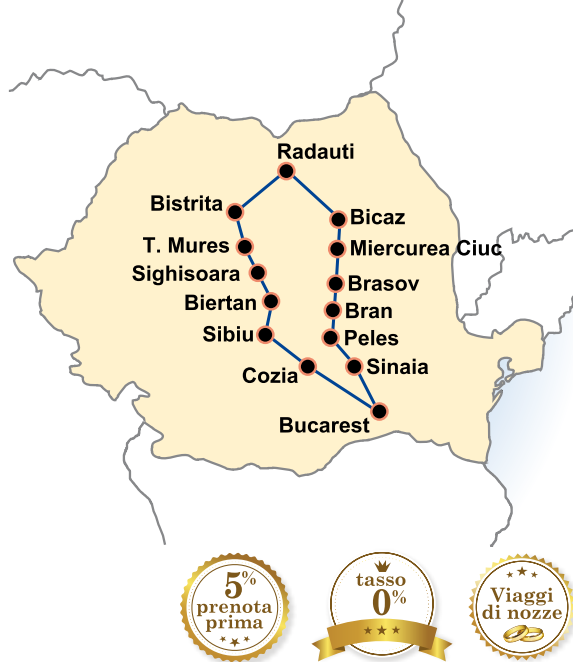 Radauti
Bistrita
Bicaz
T. Mures
Miercurea Ciuc
Sighisoara
Brasov
Biertan
Bran
Sibiu
Peles
Cozia
Sinaia
Bucarest
5%
prenota
prima
tasso
0%
Viaggi
di nozze